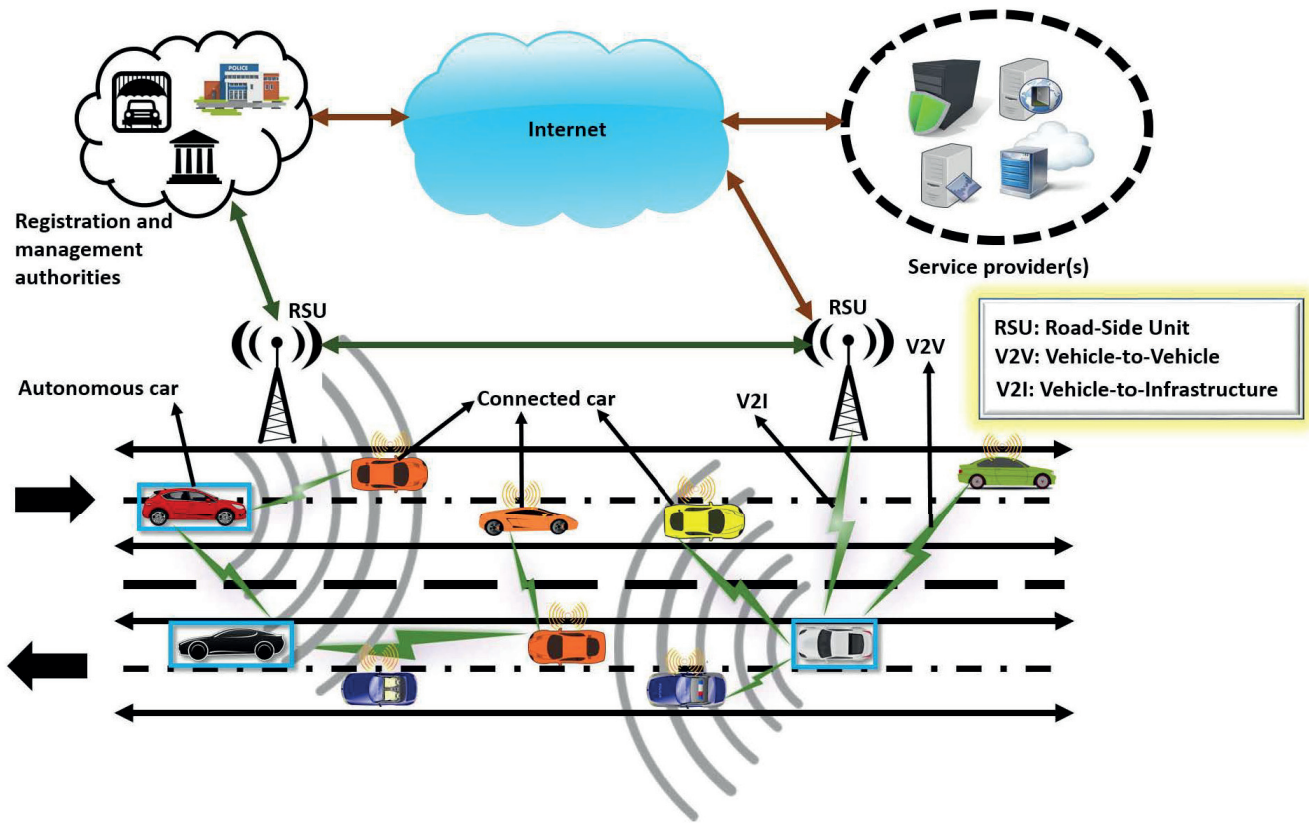 POLICE
Internet
Registration and
management
authorities
Service provider(s)
RSU
RSU
RSU: Road-Side Unit
V2V: Vehicle-to-Vehicle
V2I: Vehicle-to-Infrastructure
V2V
Autonomous car
Connected car
V2I